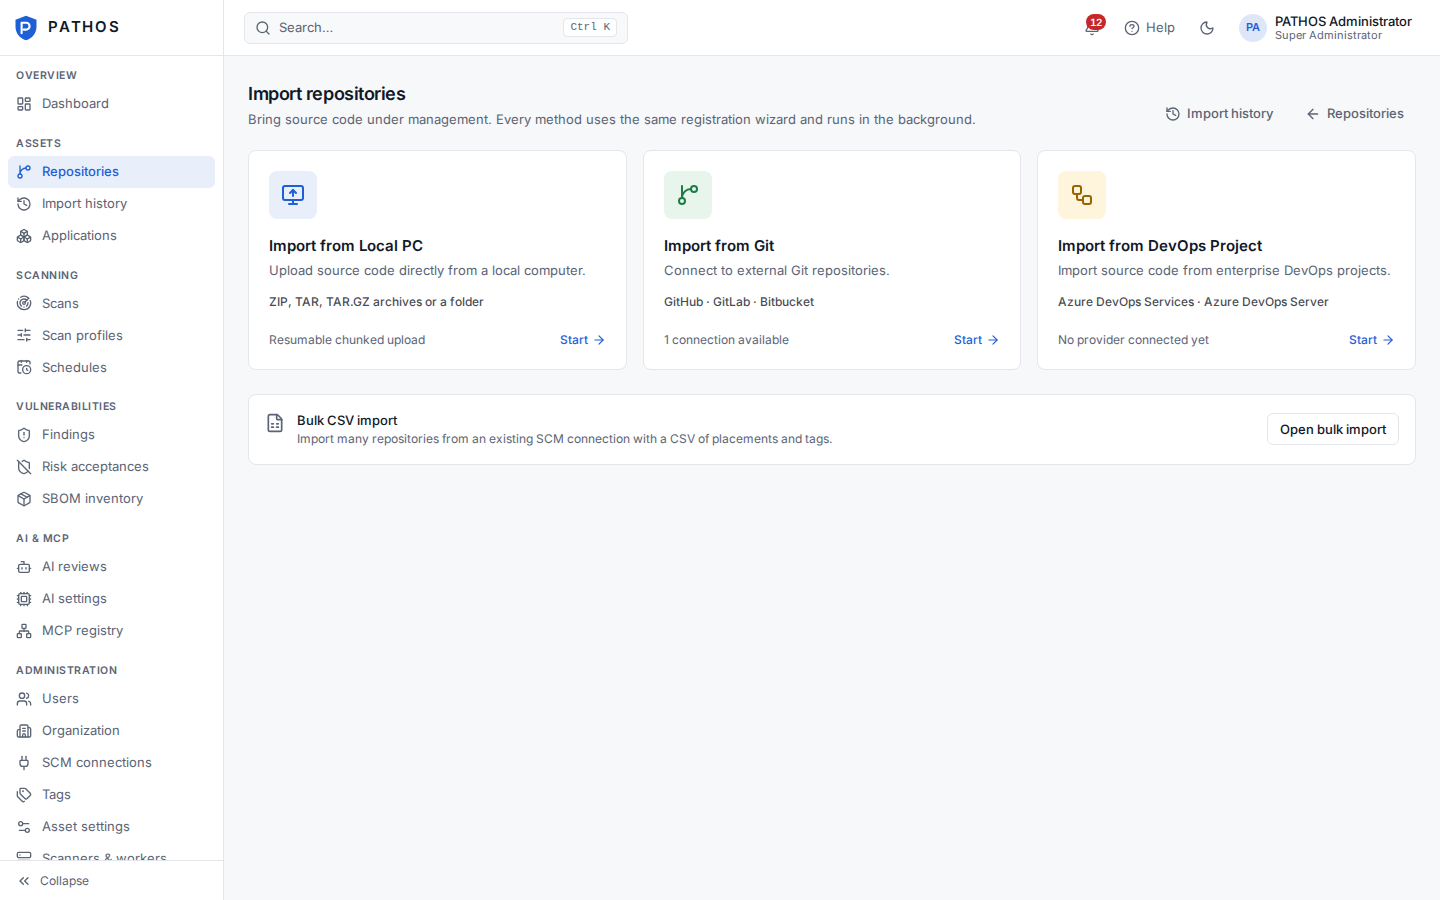 PATHOS
Search...
Ctrl K
12
Help
PA
PATHOS Administrator
Super Administrator
OVERVIEW
Dashboard
ASSETS
Repositories
Import history
Applications
SCANNING
Scans
Scan profiles
Schedules
VULNERABILITIES
Findings
Risk acceptances
SBOM inventory
AI & MCP
AI reviews
AI settings
MCP registry
ADMINISTRATION
Users
Organization
SCM connections
Tags
Asset settings
Scanners & workers
Collapse
Import repositories
Bring source code under management. Every method uses the same registration wizard and runs in the background.
Import history
Repositories
Import from Local PC
Upload source code directly from a local computer.
ZIP, TAR, TAR.GZ archives or a folder
Resumable chunked upload
Start
Import from Git
Connect to external Git repositories.
GitHub · GitLab · Bitbucket
1 connection available
Start
Import from DevOps Project
Import source code from enterprise DevOps projects.
Azure DevOps Services · Azure DevOps Server
No provider connected yet
Start
Bulk CSV import
Import many repositories from an existing SCM connection with a CSV of placements and tags.
Open bulk import